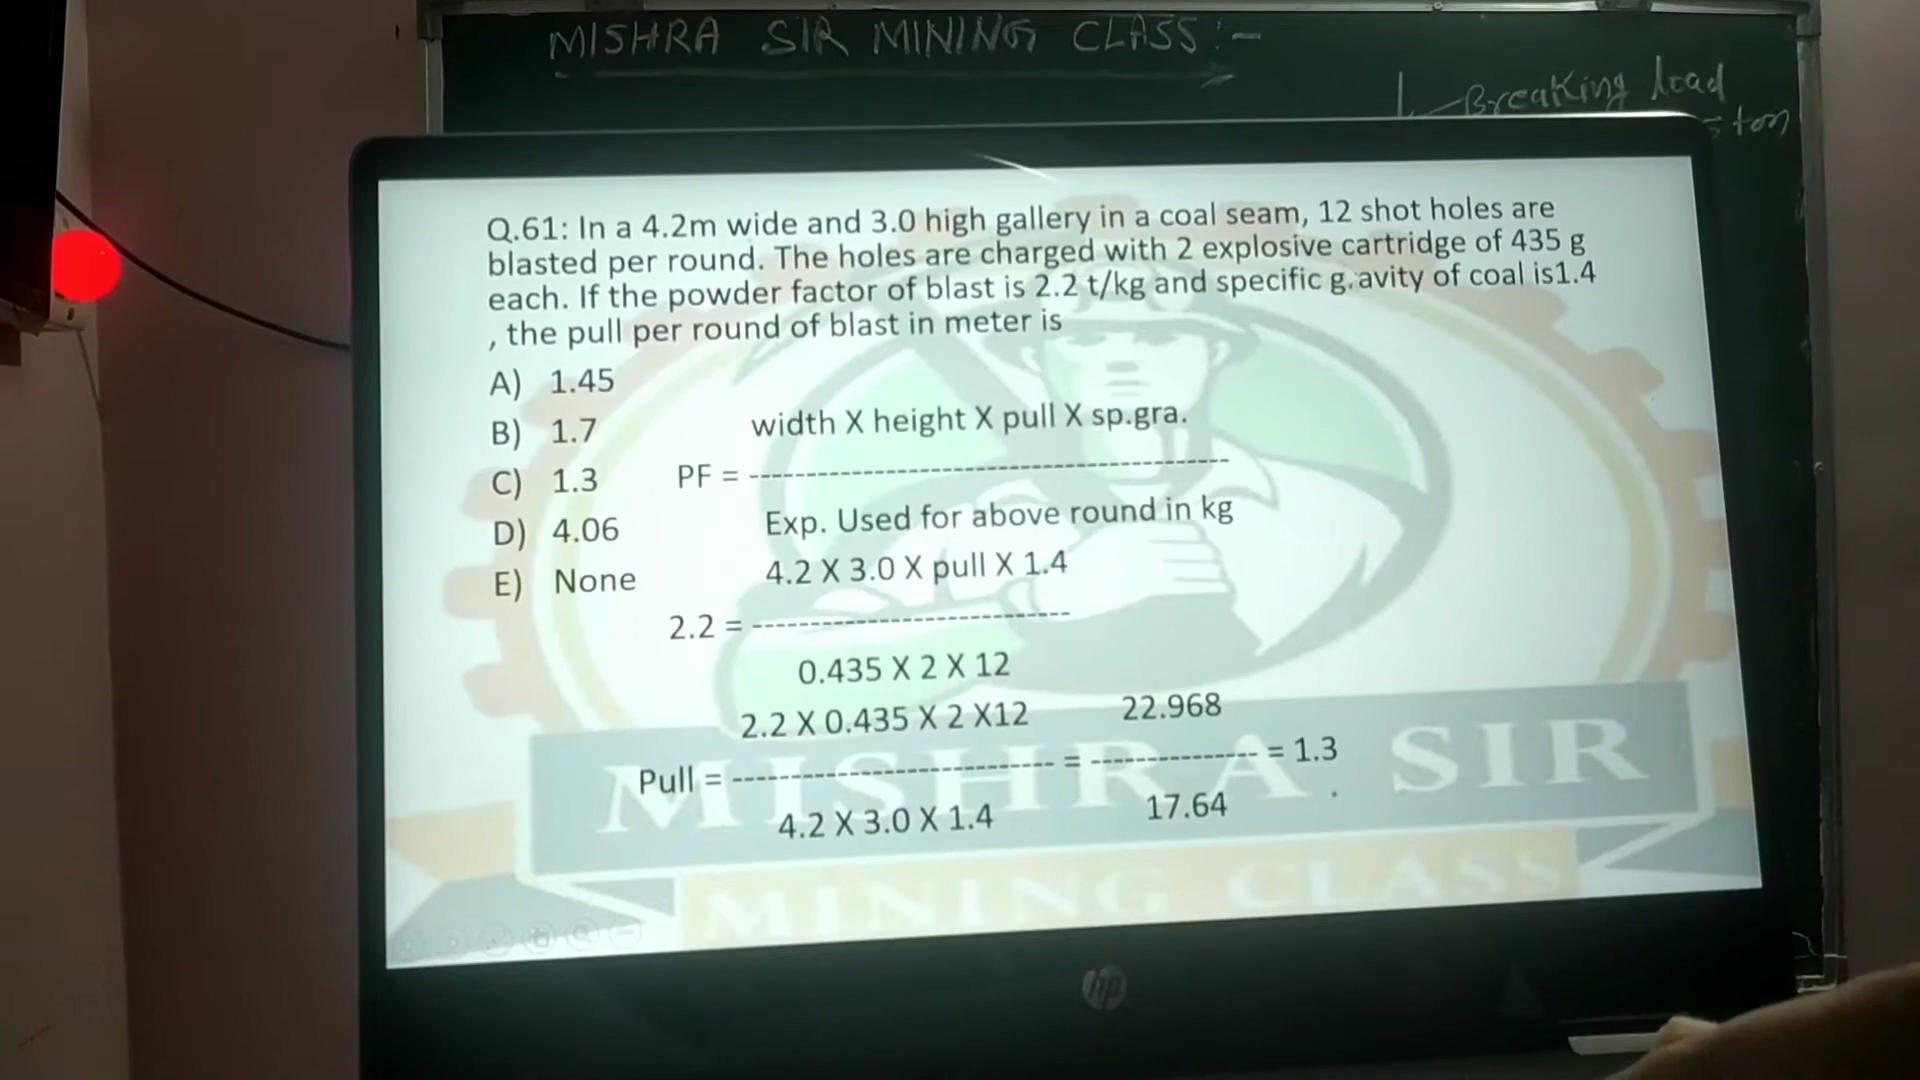 MISHRA SIR MINING CLASS :-
Breaking load
ton
Q.61: In a 4.2m wide and 3.0 high gallery in a coal seam, 12 shot holes are
blasted per round. The holes are charged with 2 explosive cartridge of 435 g
each. If the powder factor of blast is 2.2 t/kg and specific g.avity of coal is1.4
, the pull per round of blast in meter is
A) 1.45
B) 1.7
C) 1.3
D) 4.06
E) None
width X height X pull X sp.gra.
PF = -----------------------------------------
Exp. Used for above round in kg
4.2 X 3.0 X pull X 1.4
2.2 = ---------------------------
0.435 X 2 X 12
2.2 X 0.435 X 2 X12 22.968
Pull = --------------------------- = -------------- = 1.3
4.2 X 3.0 X 1.4 17.64
MISHRA SIR
MINING CLASS
hp